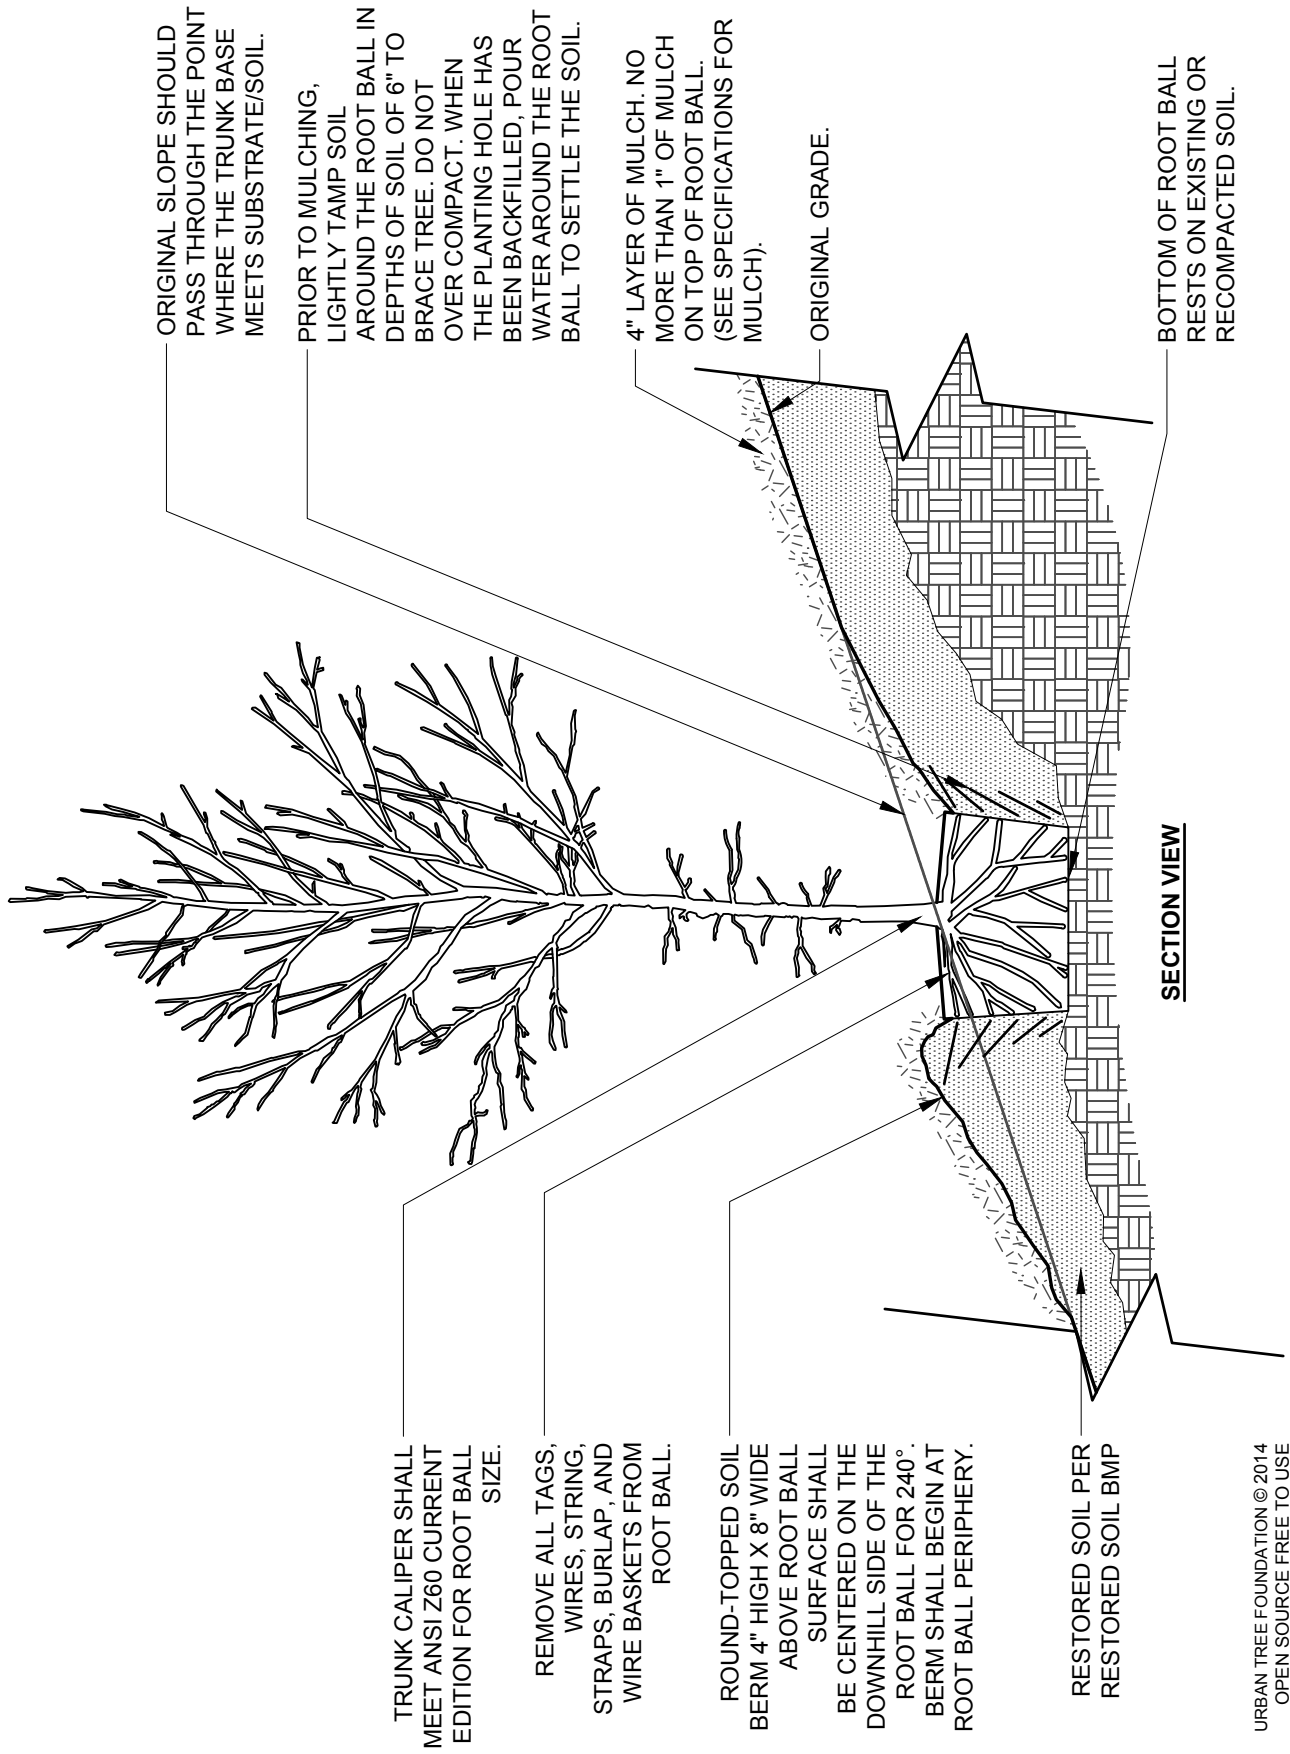 ORIGINAL SLOPE SHOULD
PASS THROUGH THE POINT
WHERE THE TRUNK BASE
MEETS SUBSTRATE/SOIL.
PRIOR TO MULCHING,
LIGHTLY TAMP SOIL
AROUND THE ROOT BALL IN
DEPTHS OF SOIL OF 6" TO
BRACE TREE. DO NOT
OVER COMPACT. WHEN
THE PLANTING HOLE HAS
BEEN BACKFILLED, POUR
WATER AROUND THE ROOT
BALL TO SETTLE THE SOIL.
4" LAYER OF MULCH. NO
MORE THAN 1" OF MULCH
ON TOP OF ROOT BALL.
(SEE SPECIFICATIONS FOR
MULCH).
ORIGINAL GRADE.
BOTTOM OF ROOT BALL
RESTS ON EXISTING OR
RECOMPACTED SOIL.
TRUNK CALIPER SHALL
MEET ANSI Z60 CURRENT
EDITION FOR ROOT BALL
SIZE.
REMOVE ALL TAGS,
WIRES, STRING,
STRAPS, BURLAP, AND
WIRE BASKETS FROM
ROOT BALL.
ROUND-TOPPED SOIL
BERM 4" HIGH X 8" WIDE
ABOVE ROOT BALL
SURFACE SHALL
BE CENTERED ON THE
DOWNHILL SIDE OF THE
ROOT BALL FOR 240°.
BERM SHALL BEGIN AT
ROOT BALL PERIPHERY.
RESTORED SOIL PER
RESTORED SOIL BMP
SECTION VIEW
URBAN TREE FOUNDATION © 2014
OPEN SOURCE FREE TO USE